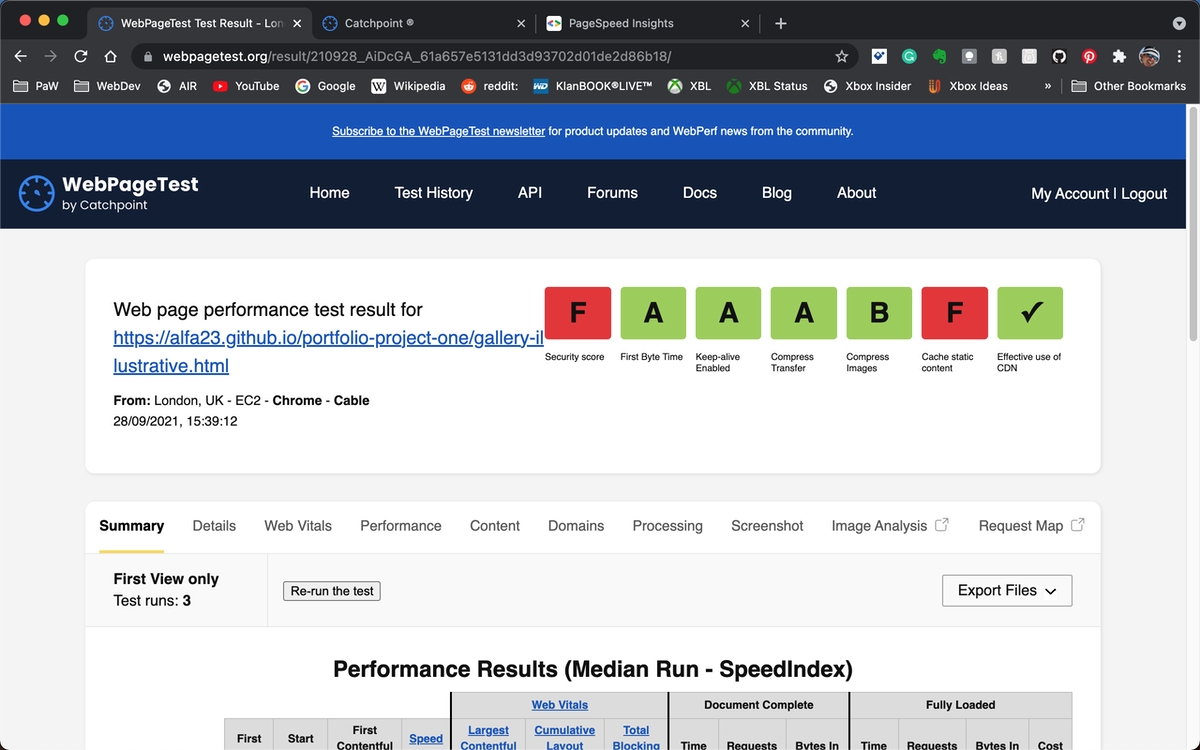 WebPageTest Test Result - Lon
Catchpoint ®
PageSpeed Insights
webpagetest.org/result/210928_AiDcGA_61a657e5131dd3d93702d01de2d86b18/
PaW WebDev AIR YouTube Google Wikipedia reddit: KlanBOOK®LIVE™ XBL XBL Status Xbox Insider Xbox Ideas » Other Bookmarks
Subscribe to the WebPageTest newsletter for product updates and WebPerf news from the community.
WebPageTest
by Catchpoint
Home Test History API Forums Docs Blog About My Account | Logout
Web page performance test result for
https://alfa23.github.io/portfolio-project-one/gallery-il
lustrative.html
From: London, UK - EC2 - Chrome - Cable
28/09/2021, 15:39:12
F A A A B F ✓
Security score
First Byte Time
Keep-alive
Enabled
Compress
Transfer
Compress
Images
Cache static
content
Effective use of
CDN
Summary Details Web Vitals Performance Content Domains Processing Screenshot Image Analysis Request Map
First View only
Test runs: 3
Re-run the test
Export Files
Performance Results (Median Run - SpeedIndex)
Web Vitals Document Complete Fully Loaded
First
Start
First
Contentful
Speed
Largest
Contentful
Cumulative
Layout
Total
Blocking
Time Requests Bytes In Time Requests Bytes In Cost